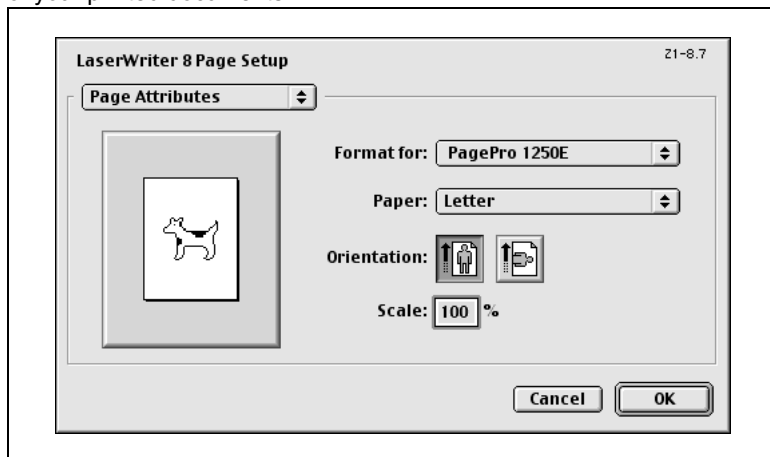 LaserWriter 8 Page Setup
Z1-8.7
Page Attributes
Format for: PagePro 1250E
Paper: Letter
Orientation:
Scale: 100 %
Cancel OK